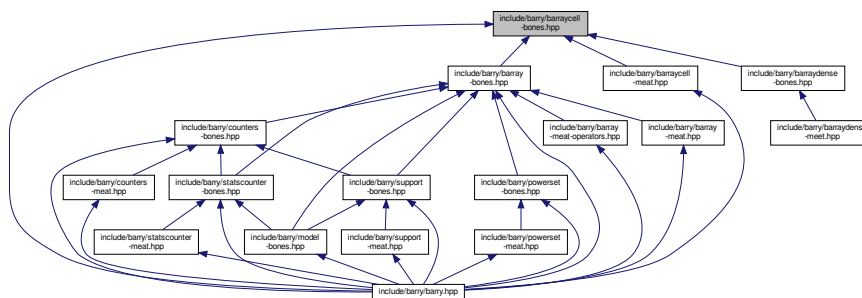 include/barry/barraycell
-bones.hpp
include/barry/barray
-bones.hpp
include/barry/barraycell
-meat.hpp
include/barry/barraydense
-bones.hpp
include/barry/counters
-bones.hpp
include/barry/barray
-meat-operators.hpp
include/barry/barray
-meat.hpp
include/barry/barraydense
-meet.hpp
include/barry/counters
-meat.hpp
include/barry/statscounter
-bones.hpp
include/barry/support
-bones.hpp
include/barry/powerset
-bones.hpp
include/barry/statscounter
-meat.hpp
include/barry/model
-bones.hpp
include/barry/support
-meat.hpp
include/barry/powerset
-meat.hpp
include/barry/barry.hpp